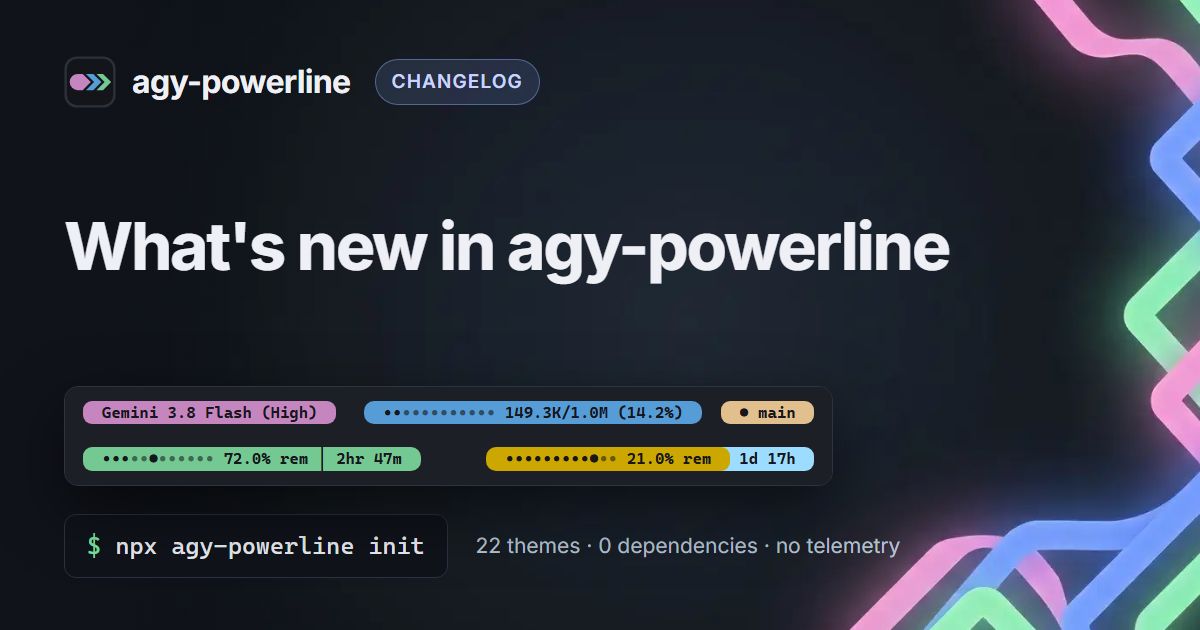 agy-powerline CHANGELOG
What's new in agy-powerline
Gemini 3.8 Flash (High) 149.3K/1.0M (14.2%) main
72.0% rem 2hr 47m 21.0% rem 1d 17h
$ npx agy-powerline init 22 themes · 0 dependencies · no telemetry